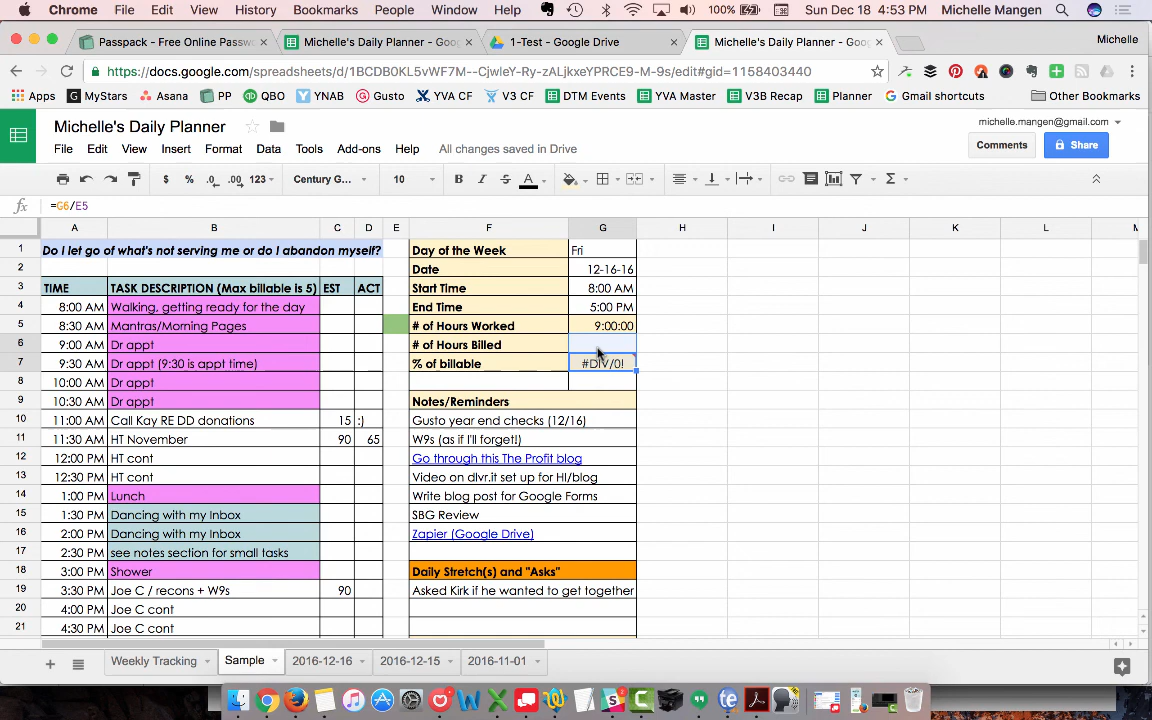 Chrome File Edit View History Bookmarks People Window Help 100% Sun Dec 18 4:53 PM Michelle Mangen
Passpack - Free Online Passw Michelle's Daily Planner - Goo 1-Test - Google Drive Michelle's Daily Planner - Goo Michelle
https://docs.google.com/spreadsheets/d/1BCDB0KL5vWF7M--CjwleY-Ry-zALjkxeYPRCE9-M-9s/edit#gid=1158403440
Apps MyStars Asana PP QBO YNAB Gusto YVA CF V3 CF DTM Events YVA Master V3B Recap Planner Gmail shortcuts Other Bookmarks
Michelle's Daily Planner michelle.mangen@gmail.com
File Edit View Insert Format Data Tools Add-ons Help All changes saved in Drive Comments Share
$ % .0 .00 123 Century G... 10 B I S A Σ
fx =G6/E5
A B C D E F G H I J K L M
1 Do I let go of what's not serving me or do I abandon myself? Day of the Week Fri
2 Date 12-16-16
3 TIME TASK DESCRIPTION (Max billable is 5) EST ACT Start Time 8:00 AM
4 8:00 AM Walking, getting ready for the day End Time 5:00 PM
5 8:30 AM Mantras/Morning Pages # of Hours Worked 9:00:00
6 9:00 AM Dr appt # of Hours Billed
7 9:30 AM Dr appt (9:30 is appt time) % of billable #DIV/0!
8 10:00 AM Dr appt
9 10:30 AM Dr appt Notes/Reminders
10 11:00 AM Call Kay RE DD donations 15 :) Gusto year end checks (12/16)
11 11:30 AM HT November 90 65 W9s (as if I'll forget!)
12 12:00 PM HT cont Go through this The Profit blog
13 12:30 PM HT cont Video on dlvr.it set up for HI/blog
14 1:00 PM Lunch Write blog post for Google Forms
15 1:30 PM Dancing with my Inbox SBG Review
16 2:00 PM Dancing with my Inbox Zapier (Google Drive)
17 2:30 PM see notes section for small tasks
18 3:00 PM Shower Daily Stretch(s) and "Asks"
19 3:30 PM Joe C / recons + W9s 90 Asked Kirk if he wanted to get together
20 4:00 PM Joe C cont
21 4:30 PM Joe C cont
+ Weekly Tracking Sample 2016-12-16 2016-12-15 2016-11-01